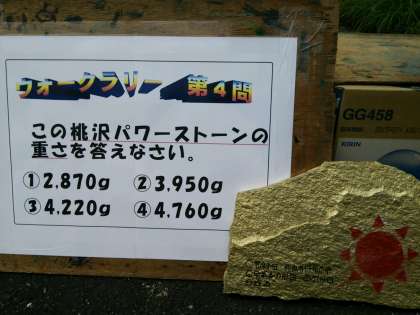 ウォークラリー 第4問
この桃沢パワーストーンの
重さを答えなさい。
①2,870g ②3,950g
③4,220g ④4,760g
GG458
KIRIN